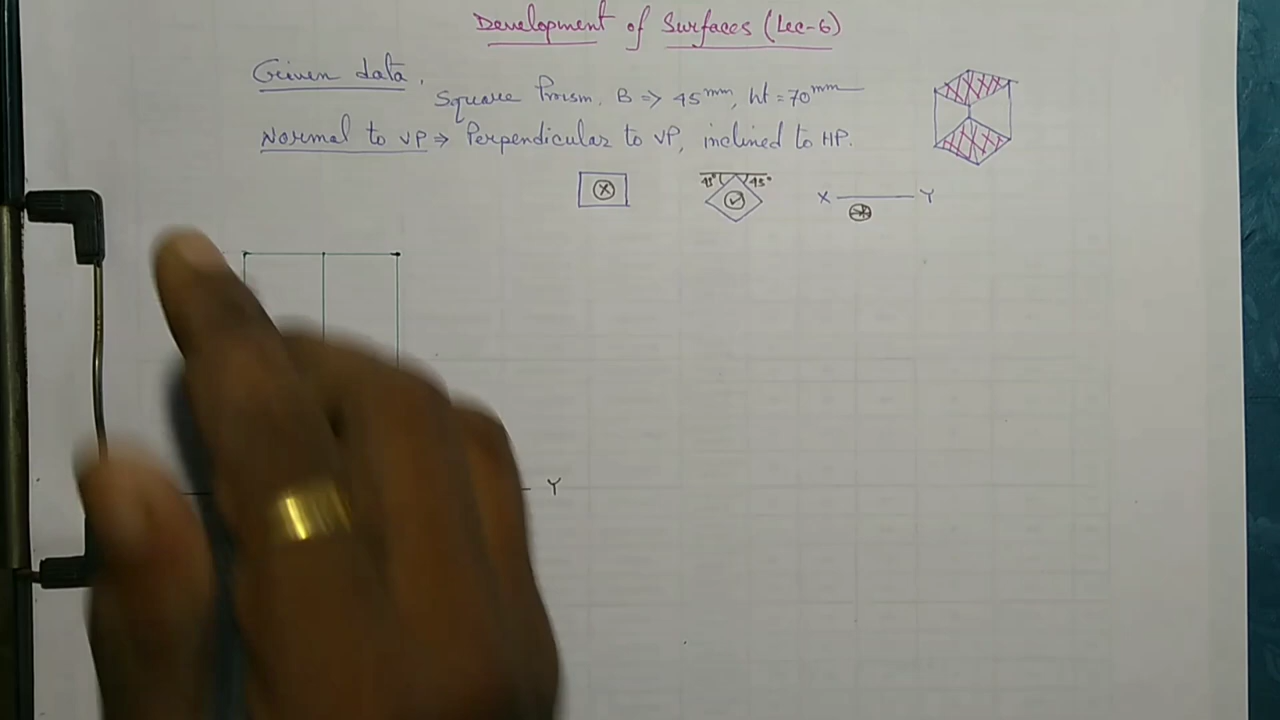 Development of Surfaces (Lec-6)
Given data,
Square Prism, B => 45mm, ht = 70mm
Normal to VP => Perpendicular to VP, inclined to HP.
45° 45°
X Y
Y